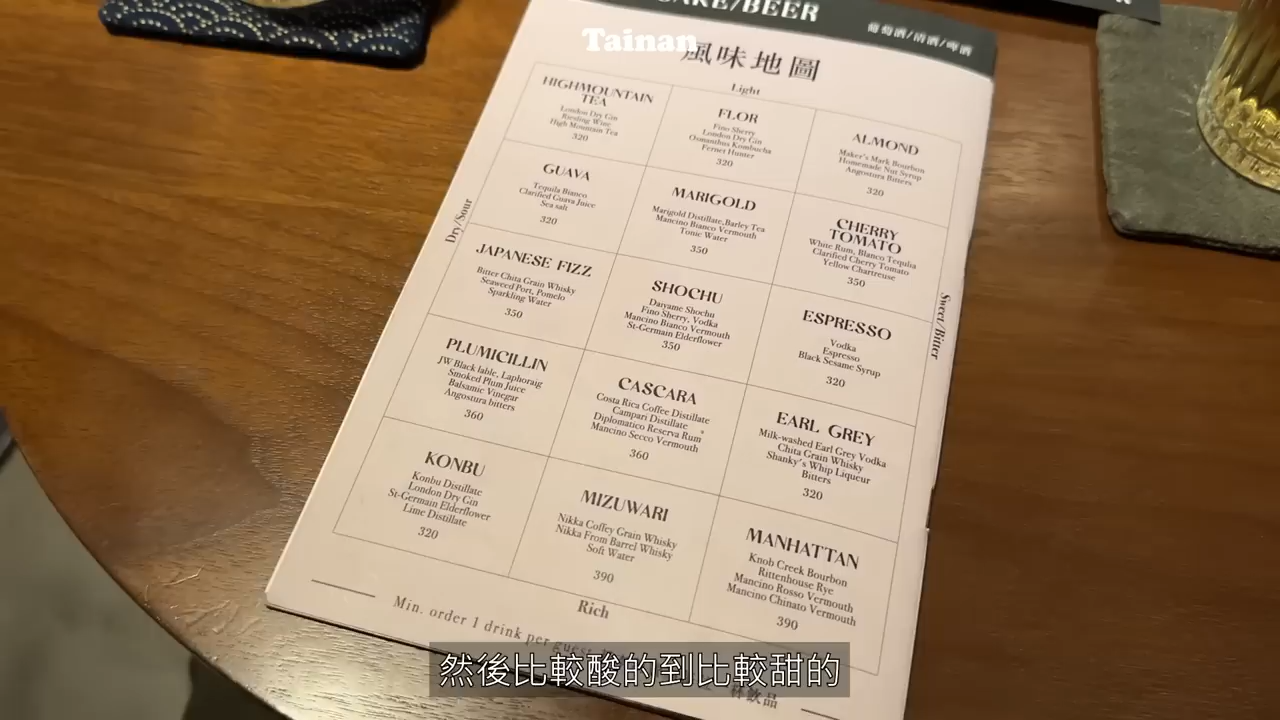 SAKE/BEER
葡萄酒/清酒/啤酒
Tainan
風味地圖
Light
HIGHMOUNTAIN
TEA
London Dry Gin
Riesling Wine
High Mountain Tea
320
FLOR
Fino Sherry
London Dry Gin
Osmanthus Kombucha
Fernet Hunter
320
ALMOND
Maker's Mark Bourbon
Homemade Nut Syrup
Angostura Bitters
320
GUAVA
Tequila Bianco
Clarified Guava Juice
Sea salt
320
MARIGOLD
Marigold Distillate,Barley Tea
Mancino Bianco Vermouth
Tonic Water
350
CHERRY
TOMATO
White Rum, Blanco Tequlia
Clarified Cherry Tomato
Yellow Chartreuse
350
Dry/Sour
Sweet/Bitter
JAPANESE FIZZ
Bitter Chita Grain Whisky
Seaweed Port, Pomelo
Sparkling Water
350
SHOCHU
Daiyame Shochu
Fino Sherry, Vodka
Mancino Bianco Vermouth
St-Germain Elderflower
350
ESPRESSO
Vodka
Espresso
Black Sesame Syrup
320
PLUMICILLIN
JW Black lable, Laphoraig
Smoked Plum Juice
Balsamic Vinegar
Angostura bitters
360
CASCARA
Costa Rica Coffee Distillate
Campari Distillate
Diplomatico Reserva Rum
Mancino Secco Vermouth
360
EARL GREY
Milk-washed Earl Grey Vodka
Chita Grain Whisky
Shanky's Whip Liqueur
Bitters
320
KONBU
Konbu Distillate
London Dry Gin
St-Germain Elderflower
Lime Distillate
320
MIZUWARI
Nikka Coffey Grain Whisky
Nikka From Barrel Whisky
Soft Water
390
MANHATTAN
Knob Creek Bourbon
Rittenhouse Rye
Mancino Rosso Vermouth
Mancino Chinato Vermouth
390
Rich
Min. order 1 drink per guest
杯飲品
然後比較酸的到比較甜的